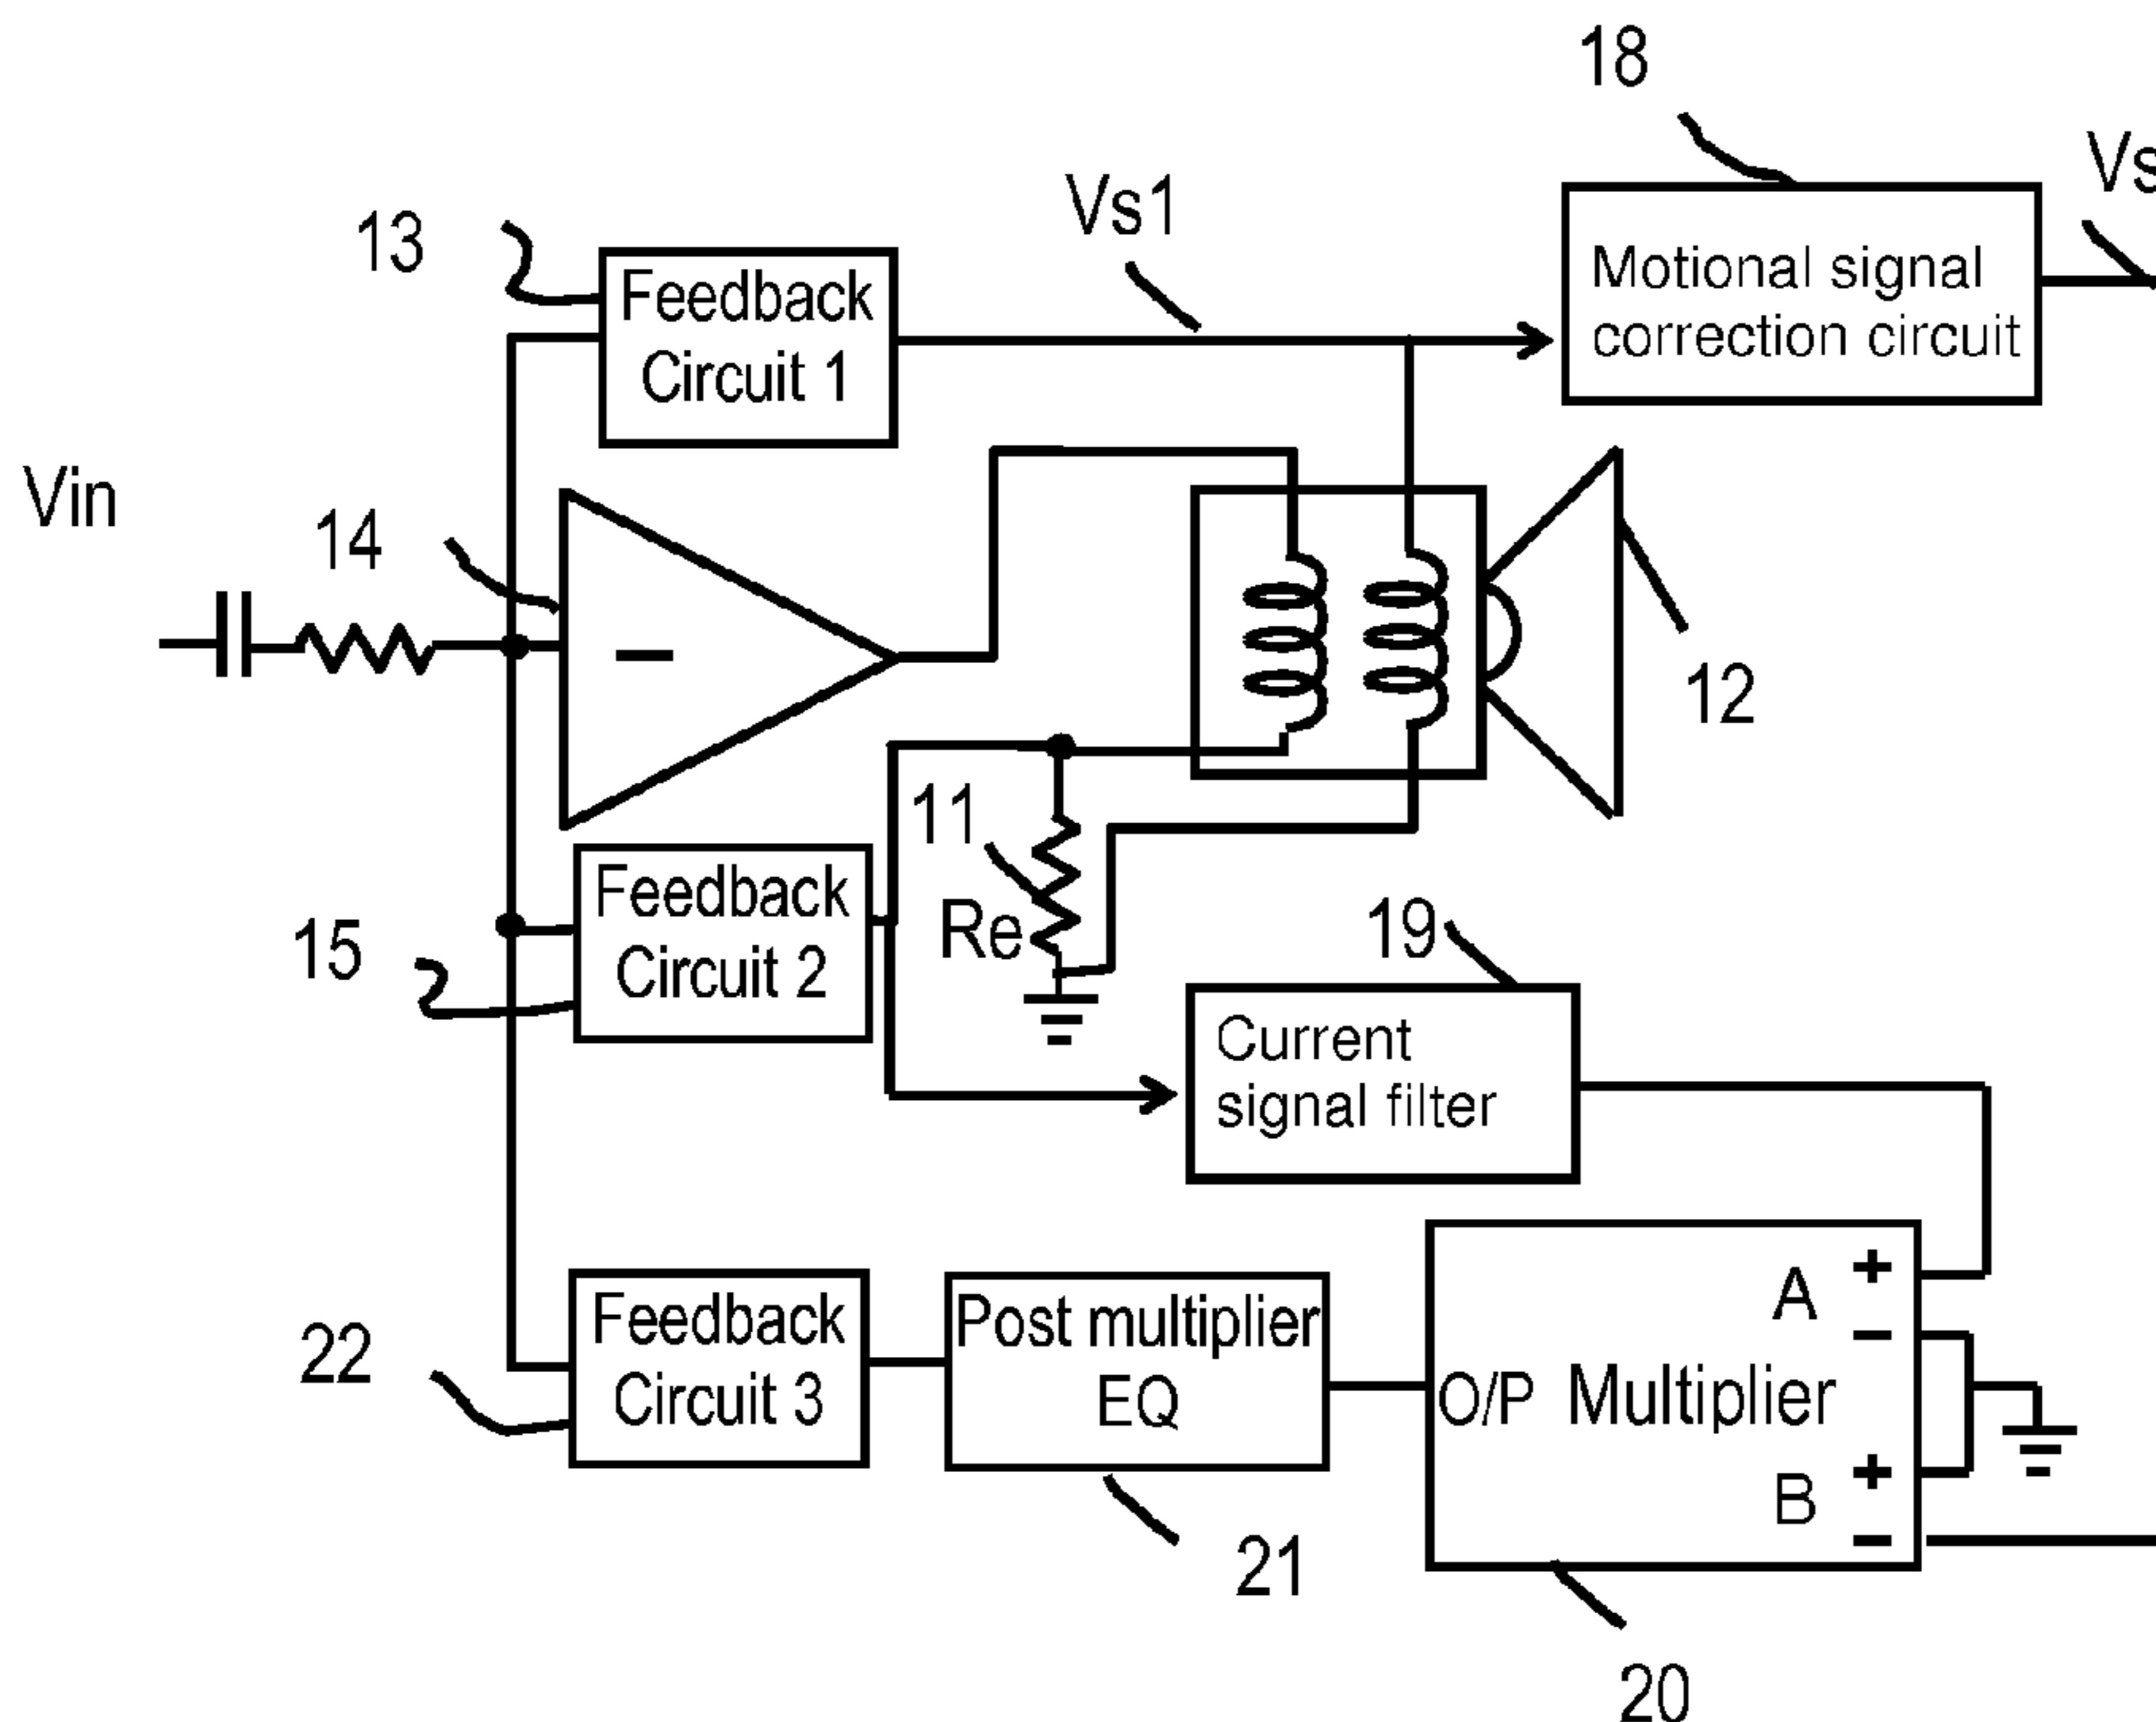 18
Vs
Vs1
13
Feedback
Circuit 1
Motional signal
correction circuit
Vin
14
−
12
11
Re
Feedback
Circuit 2
15
19
Current
signal filter
Feedback
Circuit 3
22
Post multiplier
EQ
21
O/P Multiplier
A +
−
B +
−
20